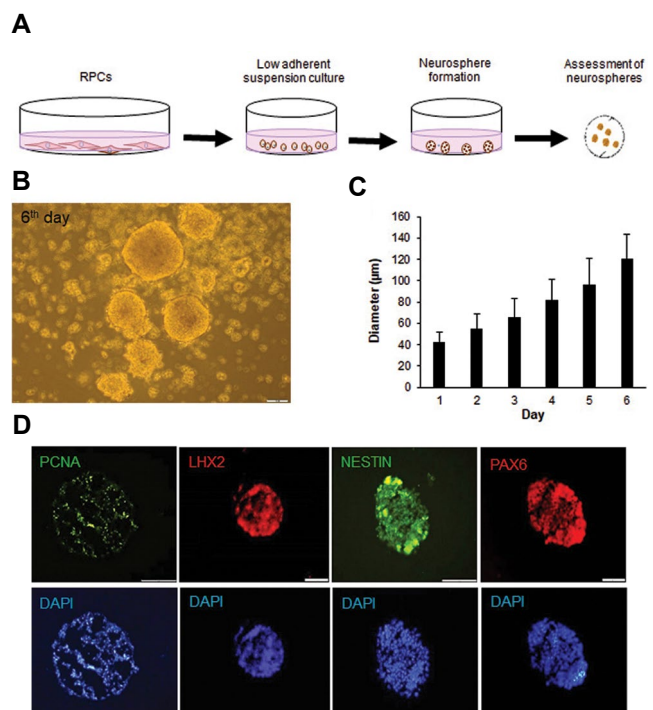 A
RPCs
Low adherent
suspension culture
Neurosphere
formation
Assessment of
neurospheres
B
6th day
C
Diameter (µm)
160
140
120
100
80
60
40
20
0
1 2 3 4 5 6
Day
D
PCNA LHX2 NESTIN PAX6
DAPI DAPI DAPI DAPI